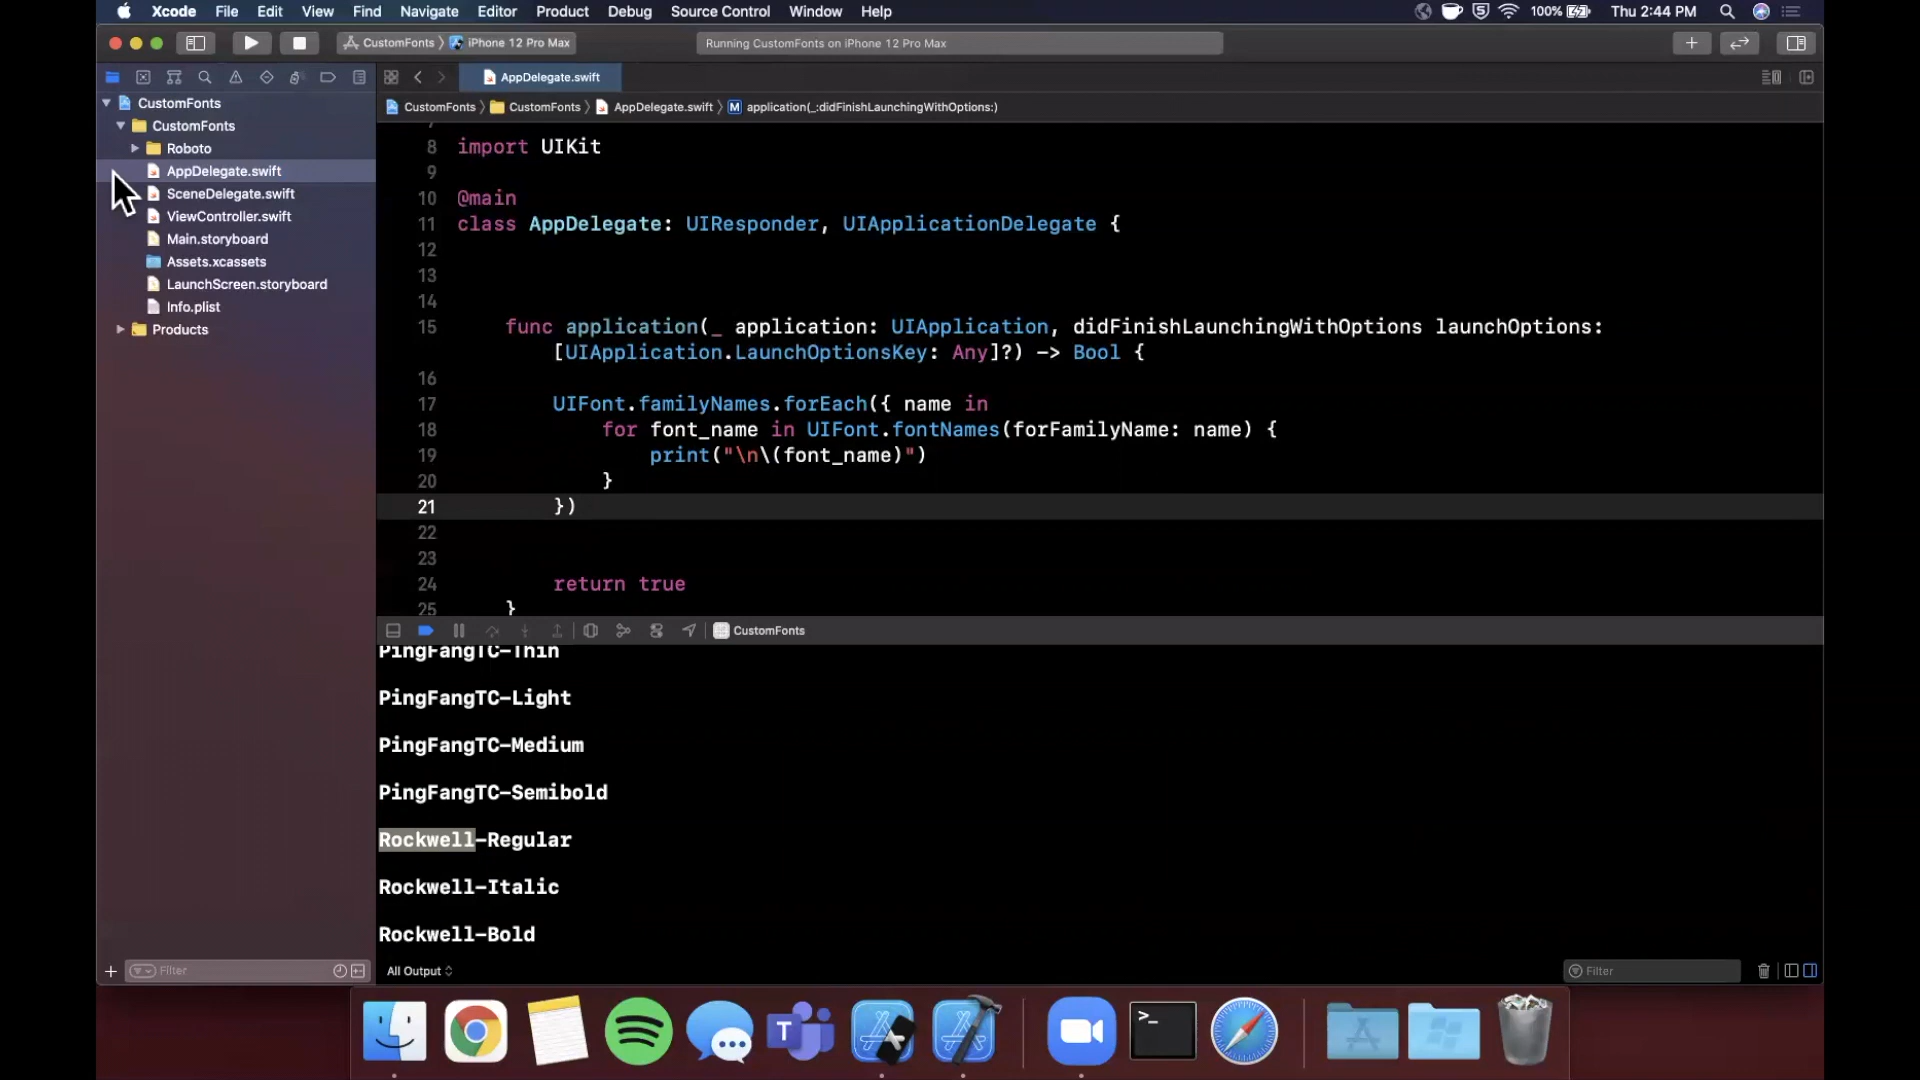 Xcode File Edit View Find Navigate Editor Product Debug Source Control Window Help 100% Thu 2:44 PM
CustomFonts iPhone 12 Pro Max Running CustomFonts on iPhone 12 Pro Max
AppDelegate.swift
CustomFonts CustomFonts AppDelegate.swift M application(_:didFinishLaunchingWithOptions:)
CustomFonts
CustomFonts
Roboto
AppDelegate.swift
SceneDelegate.swift
ViewController.swift
Main.storyboard
Assets.xcassets
LaunchScreen.storyboard
Info.plist
Products
Filter
8 import UIKit
9
10 @main
11 class AppDelegate: UIResponder, UIApplicationDelegate {
12
13
14
15 func application(_ application: UIApplication, didFinishLaunchingWithOptions launchOptions:
[UIApplication.LaunchOptionsKey: Any]?) -> Bool {
16
17 UIFont.familyNames.forEach({ name in
18 for font_name in UIFont.fontNames(forFamilyName: name) {
19 print("\n\(font_name)")
20 }
21 })
22
23
24 return true
25 }
CustomFonts
PingFangTC-Thin
PingFangTC-Light
PingFangTC-Medium
PingFangTC-Semibold
Rockwell-Regular
Rockwell-Italic
Rockwell-Bold
All Output
Filter
T
>_